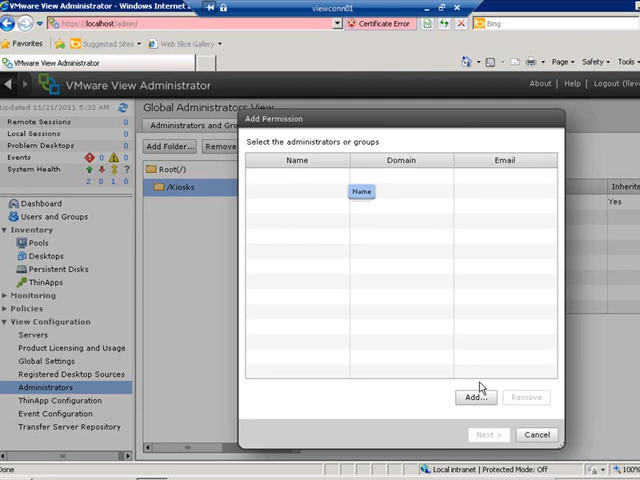 VMware View Administrator - Windows Internet
viewconn01
https://localhost/admin/
Certificate Error
Bing
Favorites
Suggested Sites
Web Slice Gallery
VMware View Administrator
Page
Safety
Tools
VMware View Administrator
About
Help
Logout
Updated 11/21/2011 5:32 AM
Remote Sessions 0
Local Sessions 0
Problem Desktops 0
Events 0 0
System Health
2 0 1 0
Dashboard
Users and Groups
Inventory
Pools
Desktops
Persistent Disks
ThinApps
Monitoring
Policies
View Configuration
Servers
Product Licensing and Usage
Global Settings
Registered Desktop Sources
Administrators
ThinApp Configuration
Event Configuration
Transfer Server Repository
Global Administrators View
Administrators and Gro
Add Folder...
Remove
Root(/)
/Kiosks
Inherite
Yes
Add Permission
Select the administrators or groups
Name Domain Email
Name
Add...
Remove
Next >
Cancel
Done
Local intranet | Protected Mode: Off
100%